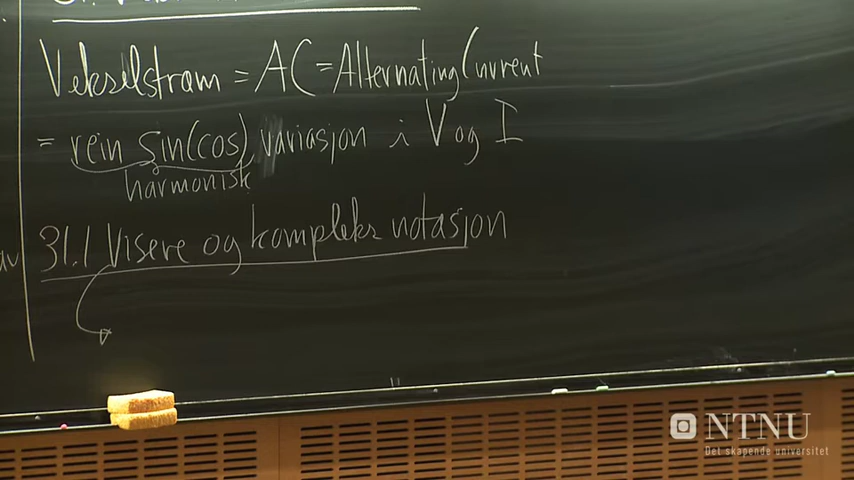 Vekselstrøm = AC = Alternating Current
= rein sin(cos) variasjon i V og I
harmonisk
31.1 Visere og kompleks notasjon
NTNU
Det skapende universitet